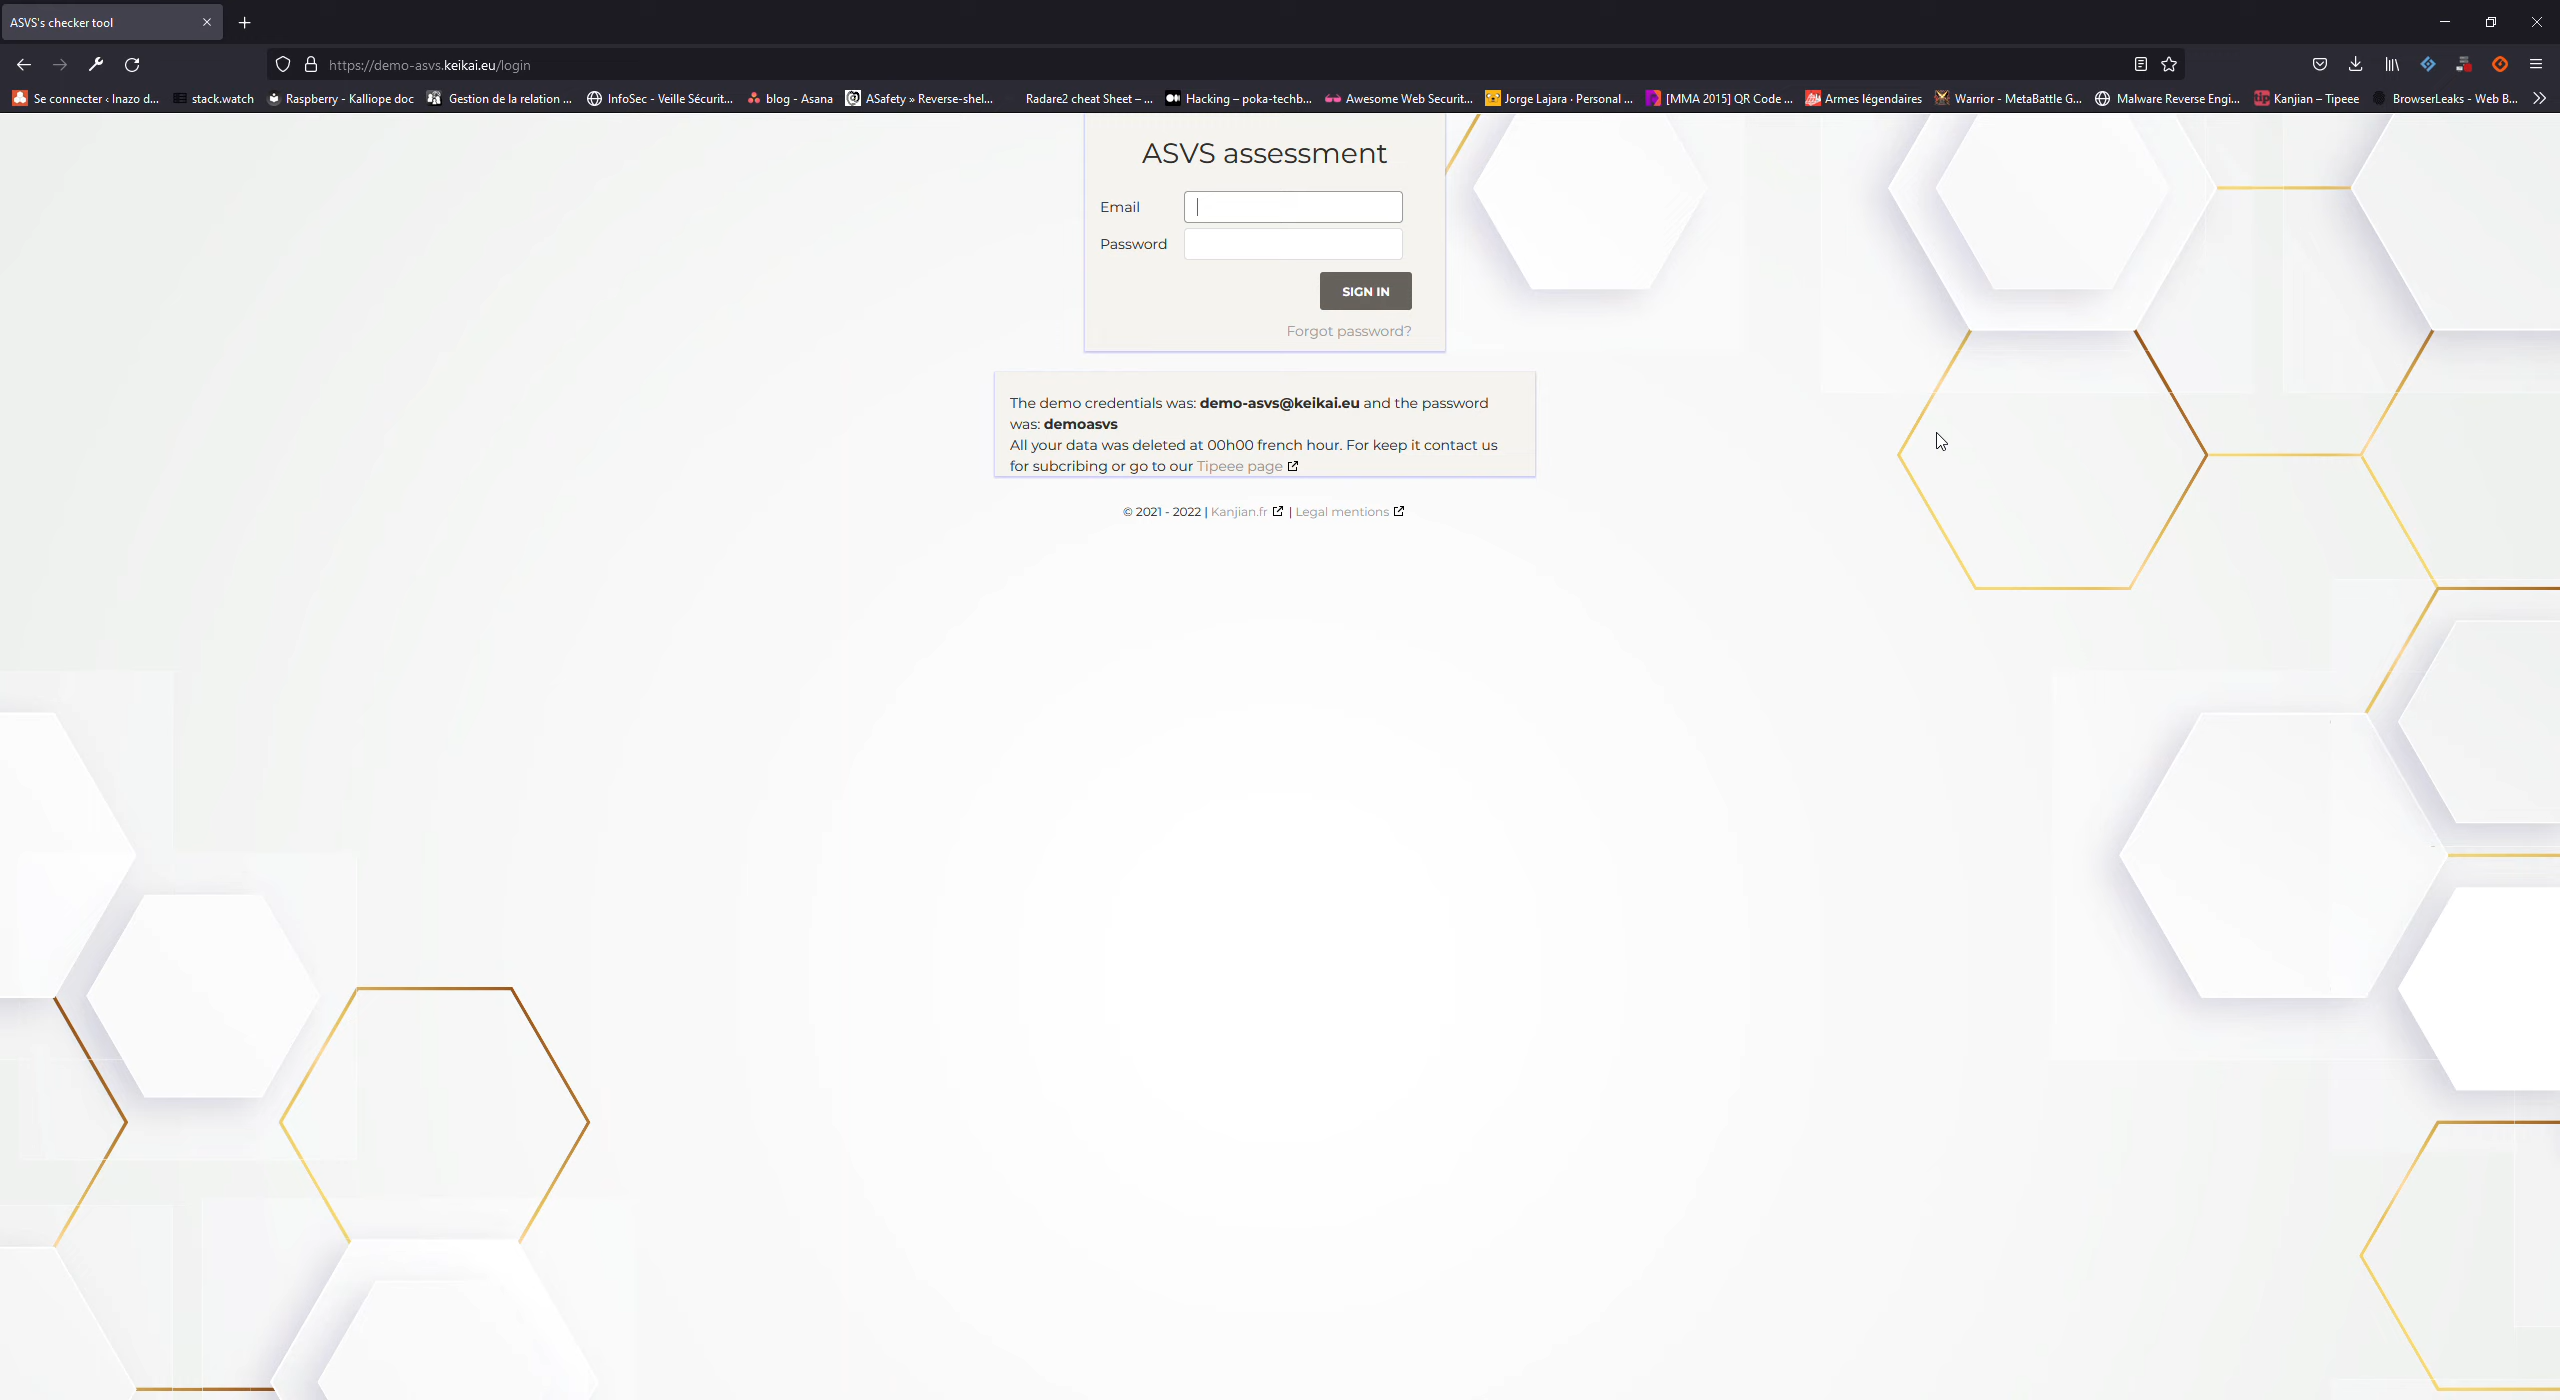 ASVS's checker tool
https://demo-asvs.keikai.eu/login
Se connecter ‹ Inazo d... stack.watch Raspberry - Kalliope doc Gestion de la relation ... InfoSec - Veille Sécurit... blog - Asana ASafety » Reverse-shel... Radare2 cheat Sheet – ... Hacking – poka-techb... Awesome Web Securit... Jorge Lajara · Personal ... [MMA 2015] QR Code ... Armes légendaires Warrior - MetaBattle G... Malware Reverse Engi... Kanjian – Tipeee BrowserLeaks - Web B...
ASVS assessment
Email
Password
SIGN IN
Forgot password?
The demo credentials was: demo-asvs@keikai.eu and the password
was: demoasvs
All your data was deleted at 00h00 french hour. For keep it contact us
for subcribing or go to our Tipeee page
© 2021 - 2022 | Kanjian.fr | Legal mentions